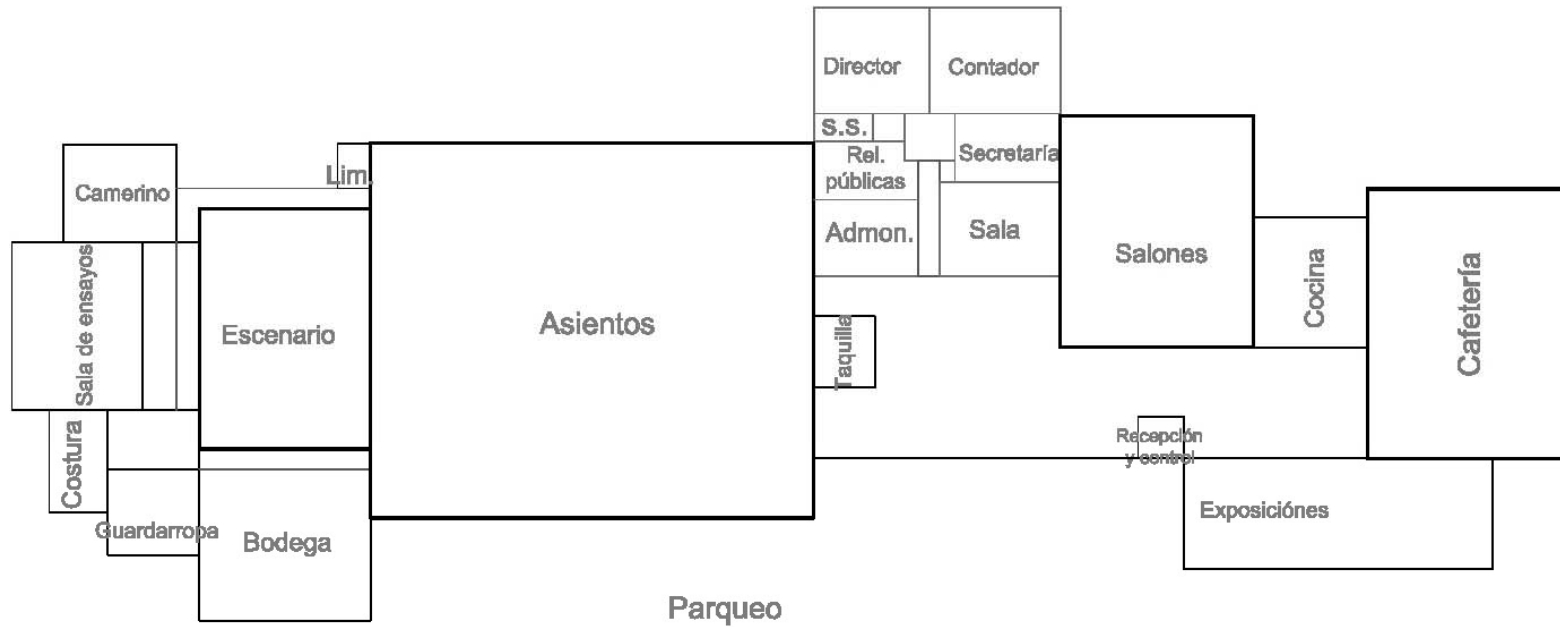 Director
Contador
S.S.
Rel.
públicas
Secretaría
Lim.
Camerino
Admon.
Sala
Salones
Sala de ensayos
Escenario
Asientos
Taquilla
Cocina
Cafetería
Costura
Recepción
y control
Guardarropa
Bodega
Exposiciónes
Parqueo